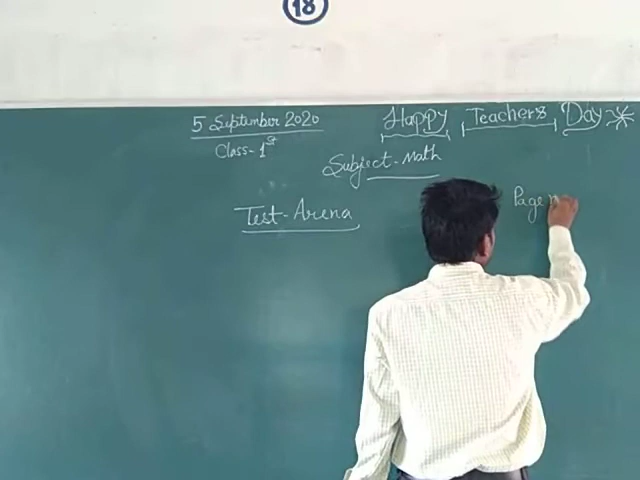 18
5 September 2020
Happy Teachers Day
Class-1st
Subject-Math
Page
Test-Arena